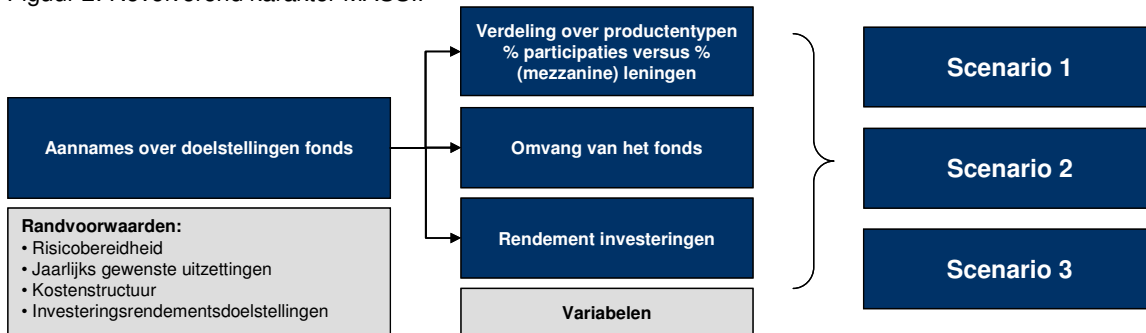 Figuur 2: Revolverend karakter MASSIF
Verdeling over productentypen
% participaties versus %
(mezzanine) leningen
Aannames over doelstellingen fonds
Omvang van het fonds
Rendement investeringen
Variabelen
Randvoorwaarden:
• Risicobereidheid
• Jaarlijks gewenste uitzettingen
• Kostenstructuur
• Investeringsrendementsdoelstellingen
Scenario 1
Scenario 2
Scenario 3